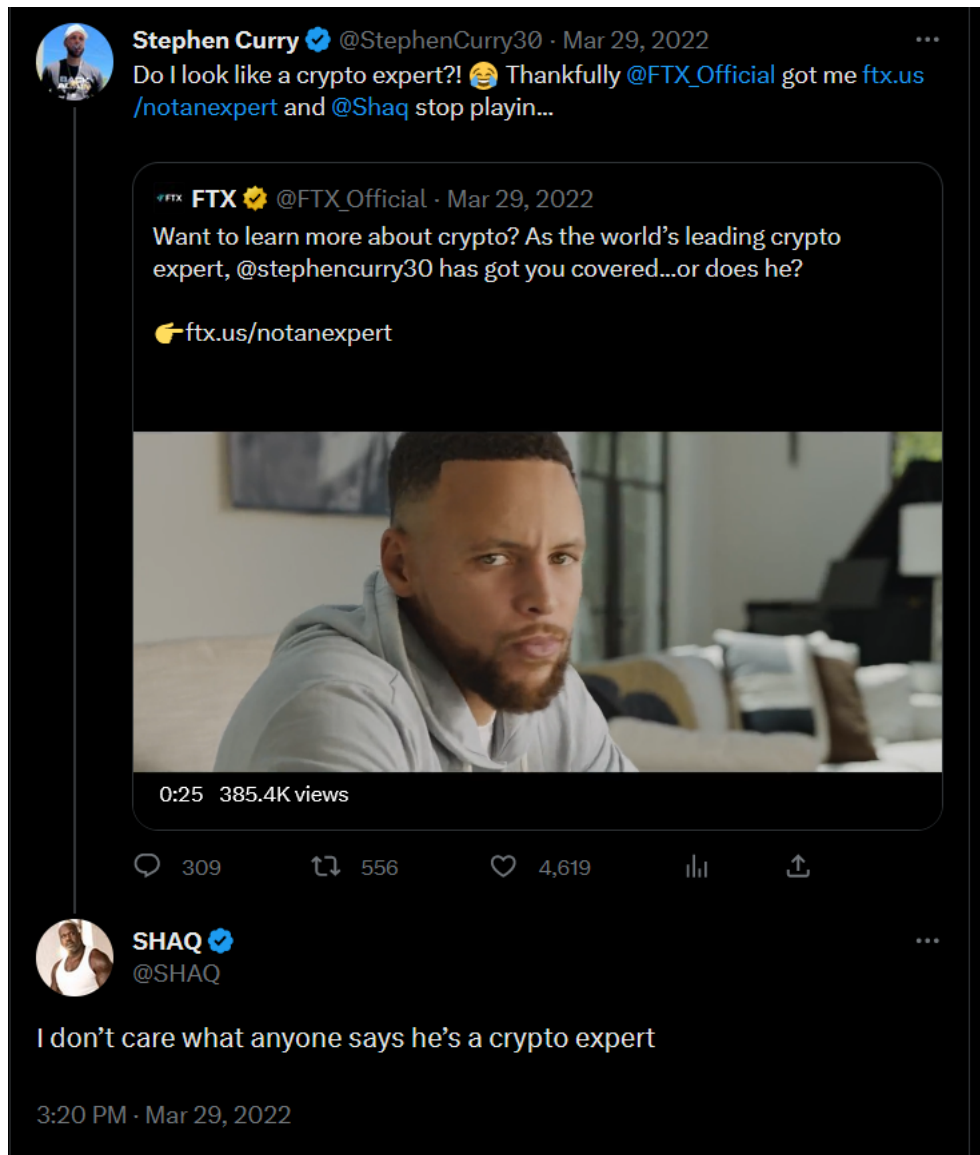 Stephen Curry @StephenCurry30 · Mar 29, 2022
Do I look like a crypto expert?! 😂 Thankfully @FTX_Official got me ftx.us
/notanexpert and @Shaq stop playin...
FTX FTX @FTX_Official · Mar 29, 2022
Want to learn more about crypto? As the world’s leading crypto
expert, @stephencurry30 has got you covered...or does he?
👉ftx.us/notanexpert
0:25 385.4K views
309 556 4,619
SHAQ
@SHAQ
I don’t care what anyone says he’s a crypto expert
3:20 PM · Mar 29, 2022